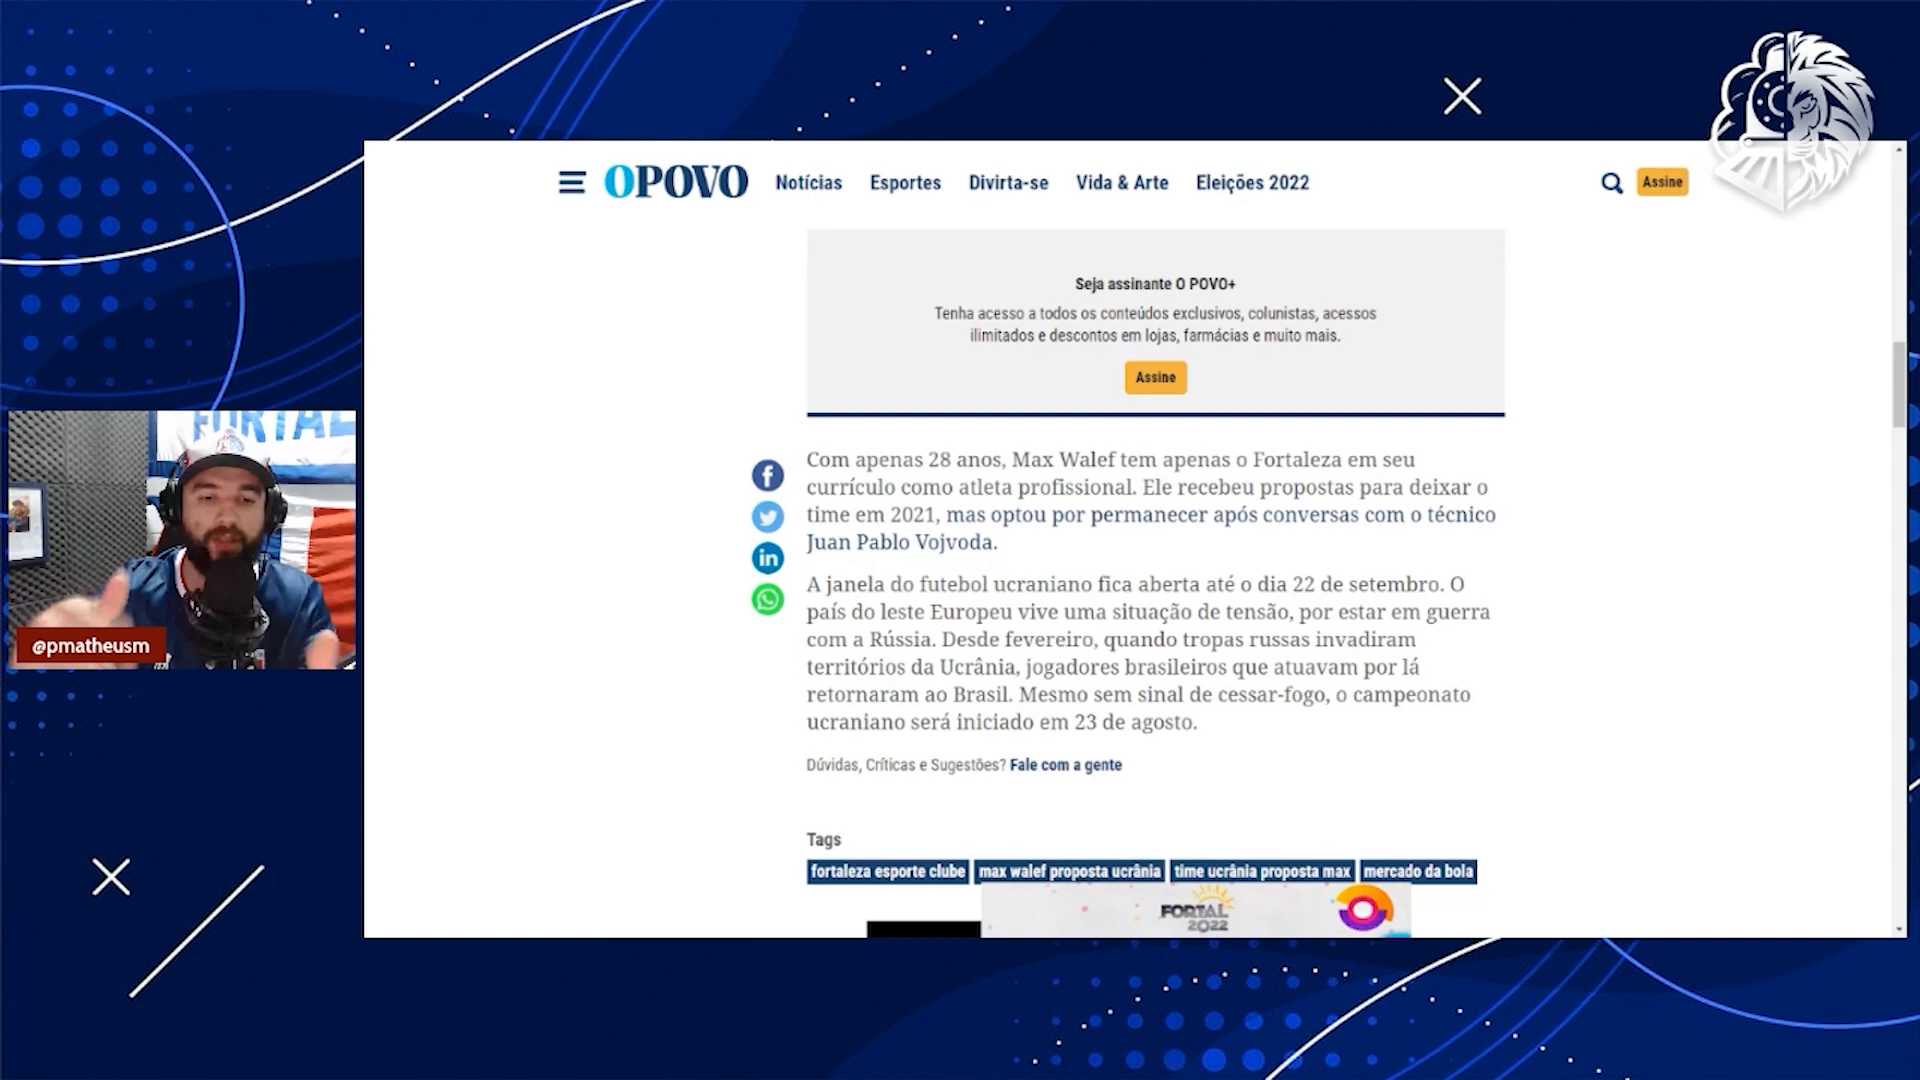 OPOVO
Notícias
Esportes
Divirta-se
Vida & Arte
Eleições 2022
Assine
Seja assinante O POVO+
Tenha acesso a todos os conteúdos exclusivos, colunistas, acessos
ilimitados e descontos em lojas, farmácias e muito mais.
Assine
Com apenas 28 anos, Max Walef tem apenas o Fortaleza em seu
currículo como atleta profissional. Ele recebeu propostas para deixar o
time em 2021, mas optou por permanecer após conversas com o técnico
Juan Pablo Vojvoda.
A janela do futebol ucraniano fica aberta até o dia 22 de setembro. O
país do leste Europeu vive uma situação de tensão, por estar em guerra
com a Rússia. Desde fevereiro, quando tropas russas invadiram
territórios da Ucrânia, jogadores brasileiros que atuavam por lá
retornaram ao Brasil. Mesmo sem sinal de cessar-fogo, o campeonato
ucraniano será iniciado em 23 de agosto.
Dúvidas, Críticas e Sugestões? Fale com a gente
Tags
fortaleza esporte clube
max walef proposta ucrânia
time ucrânia proposta max
mercado da bola
FORTAL
2022
FORTAL
@pmatheusm